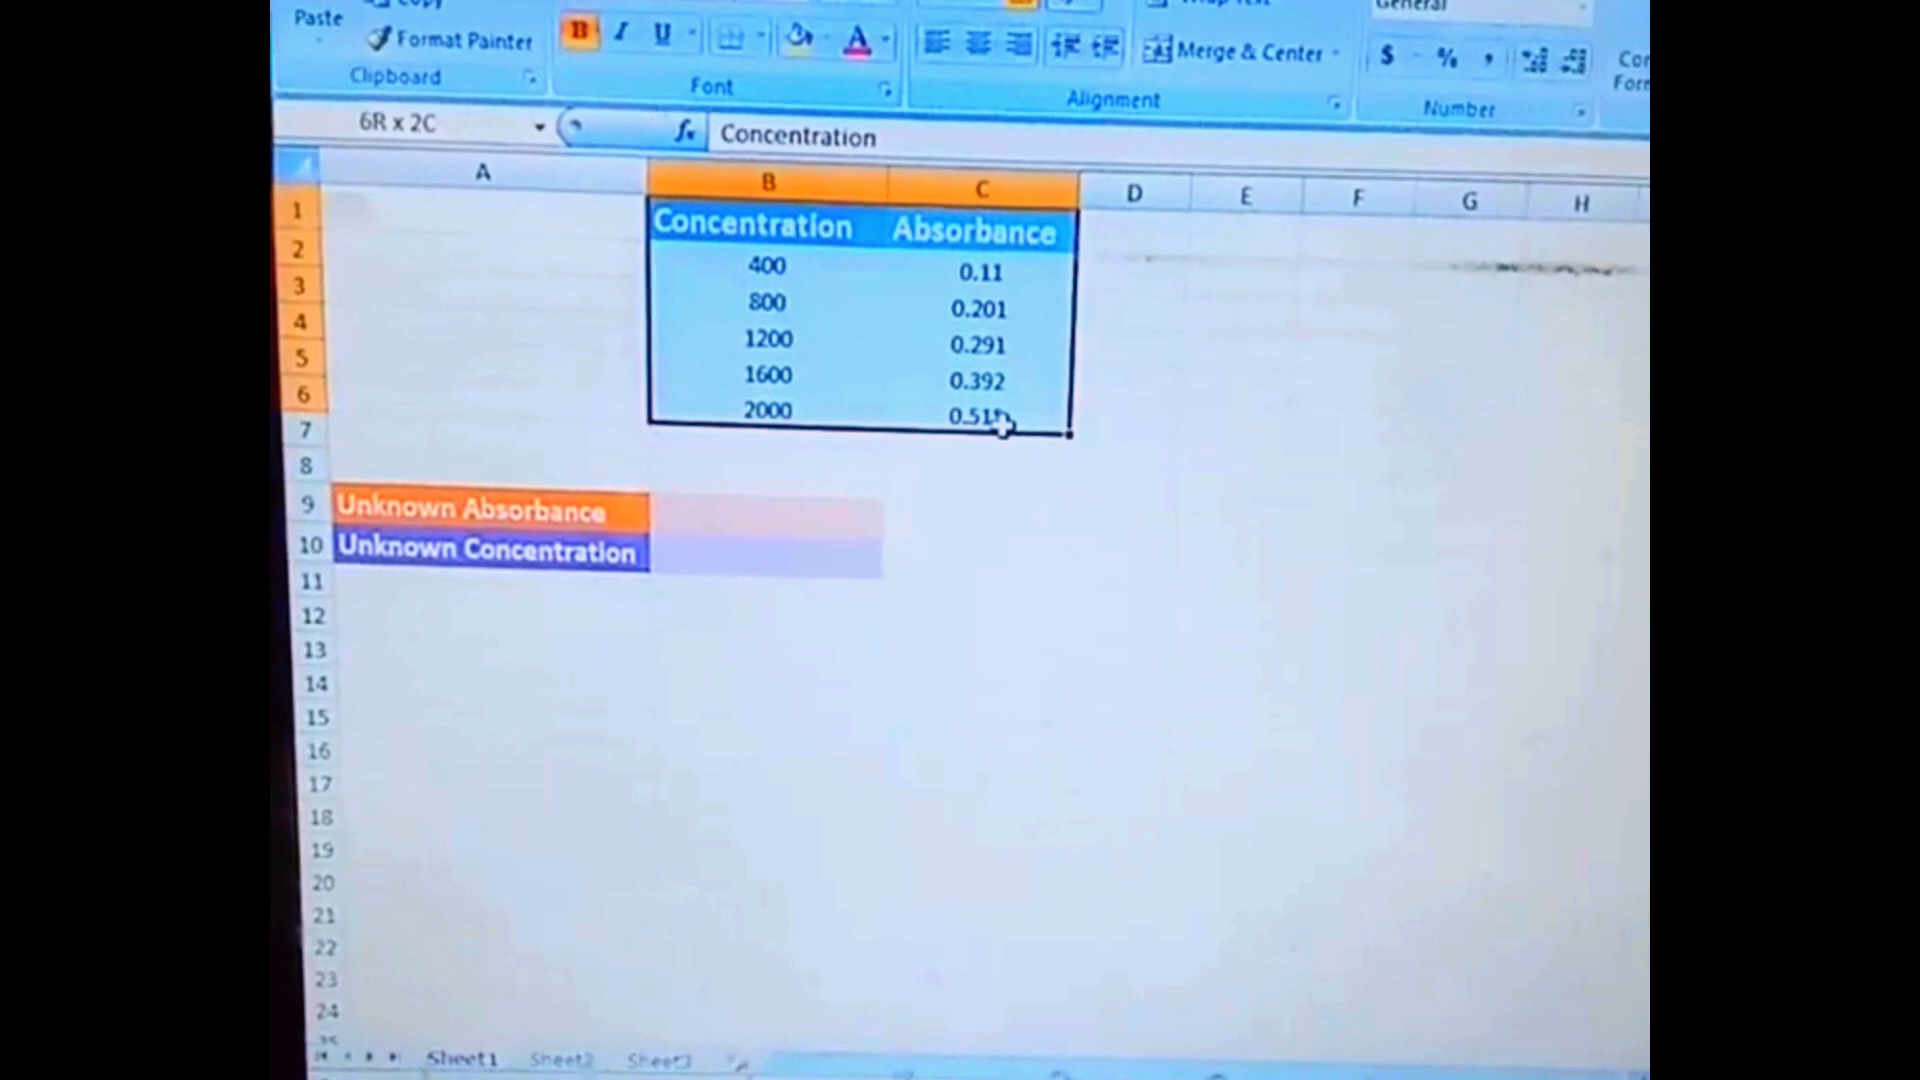 Paste
Format Painter
B I U A
Merge & Center
$ % ,
Clipboard
Font
Alignment
Number
6R x 2C
fx
Concentration
A B C D E F G H
1 Concentration Absorbance
2 400 0.11
3 800 0.201
4 1200 0.291
5 1600 0.392
6 2000
7
8
9 Unknown Absorbance
10 Unknown Concentration
11
12
13
14
15
16
17
18
19
20
21
22
23
24
Sheet1 Sheet2 Sheet3